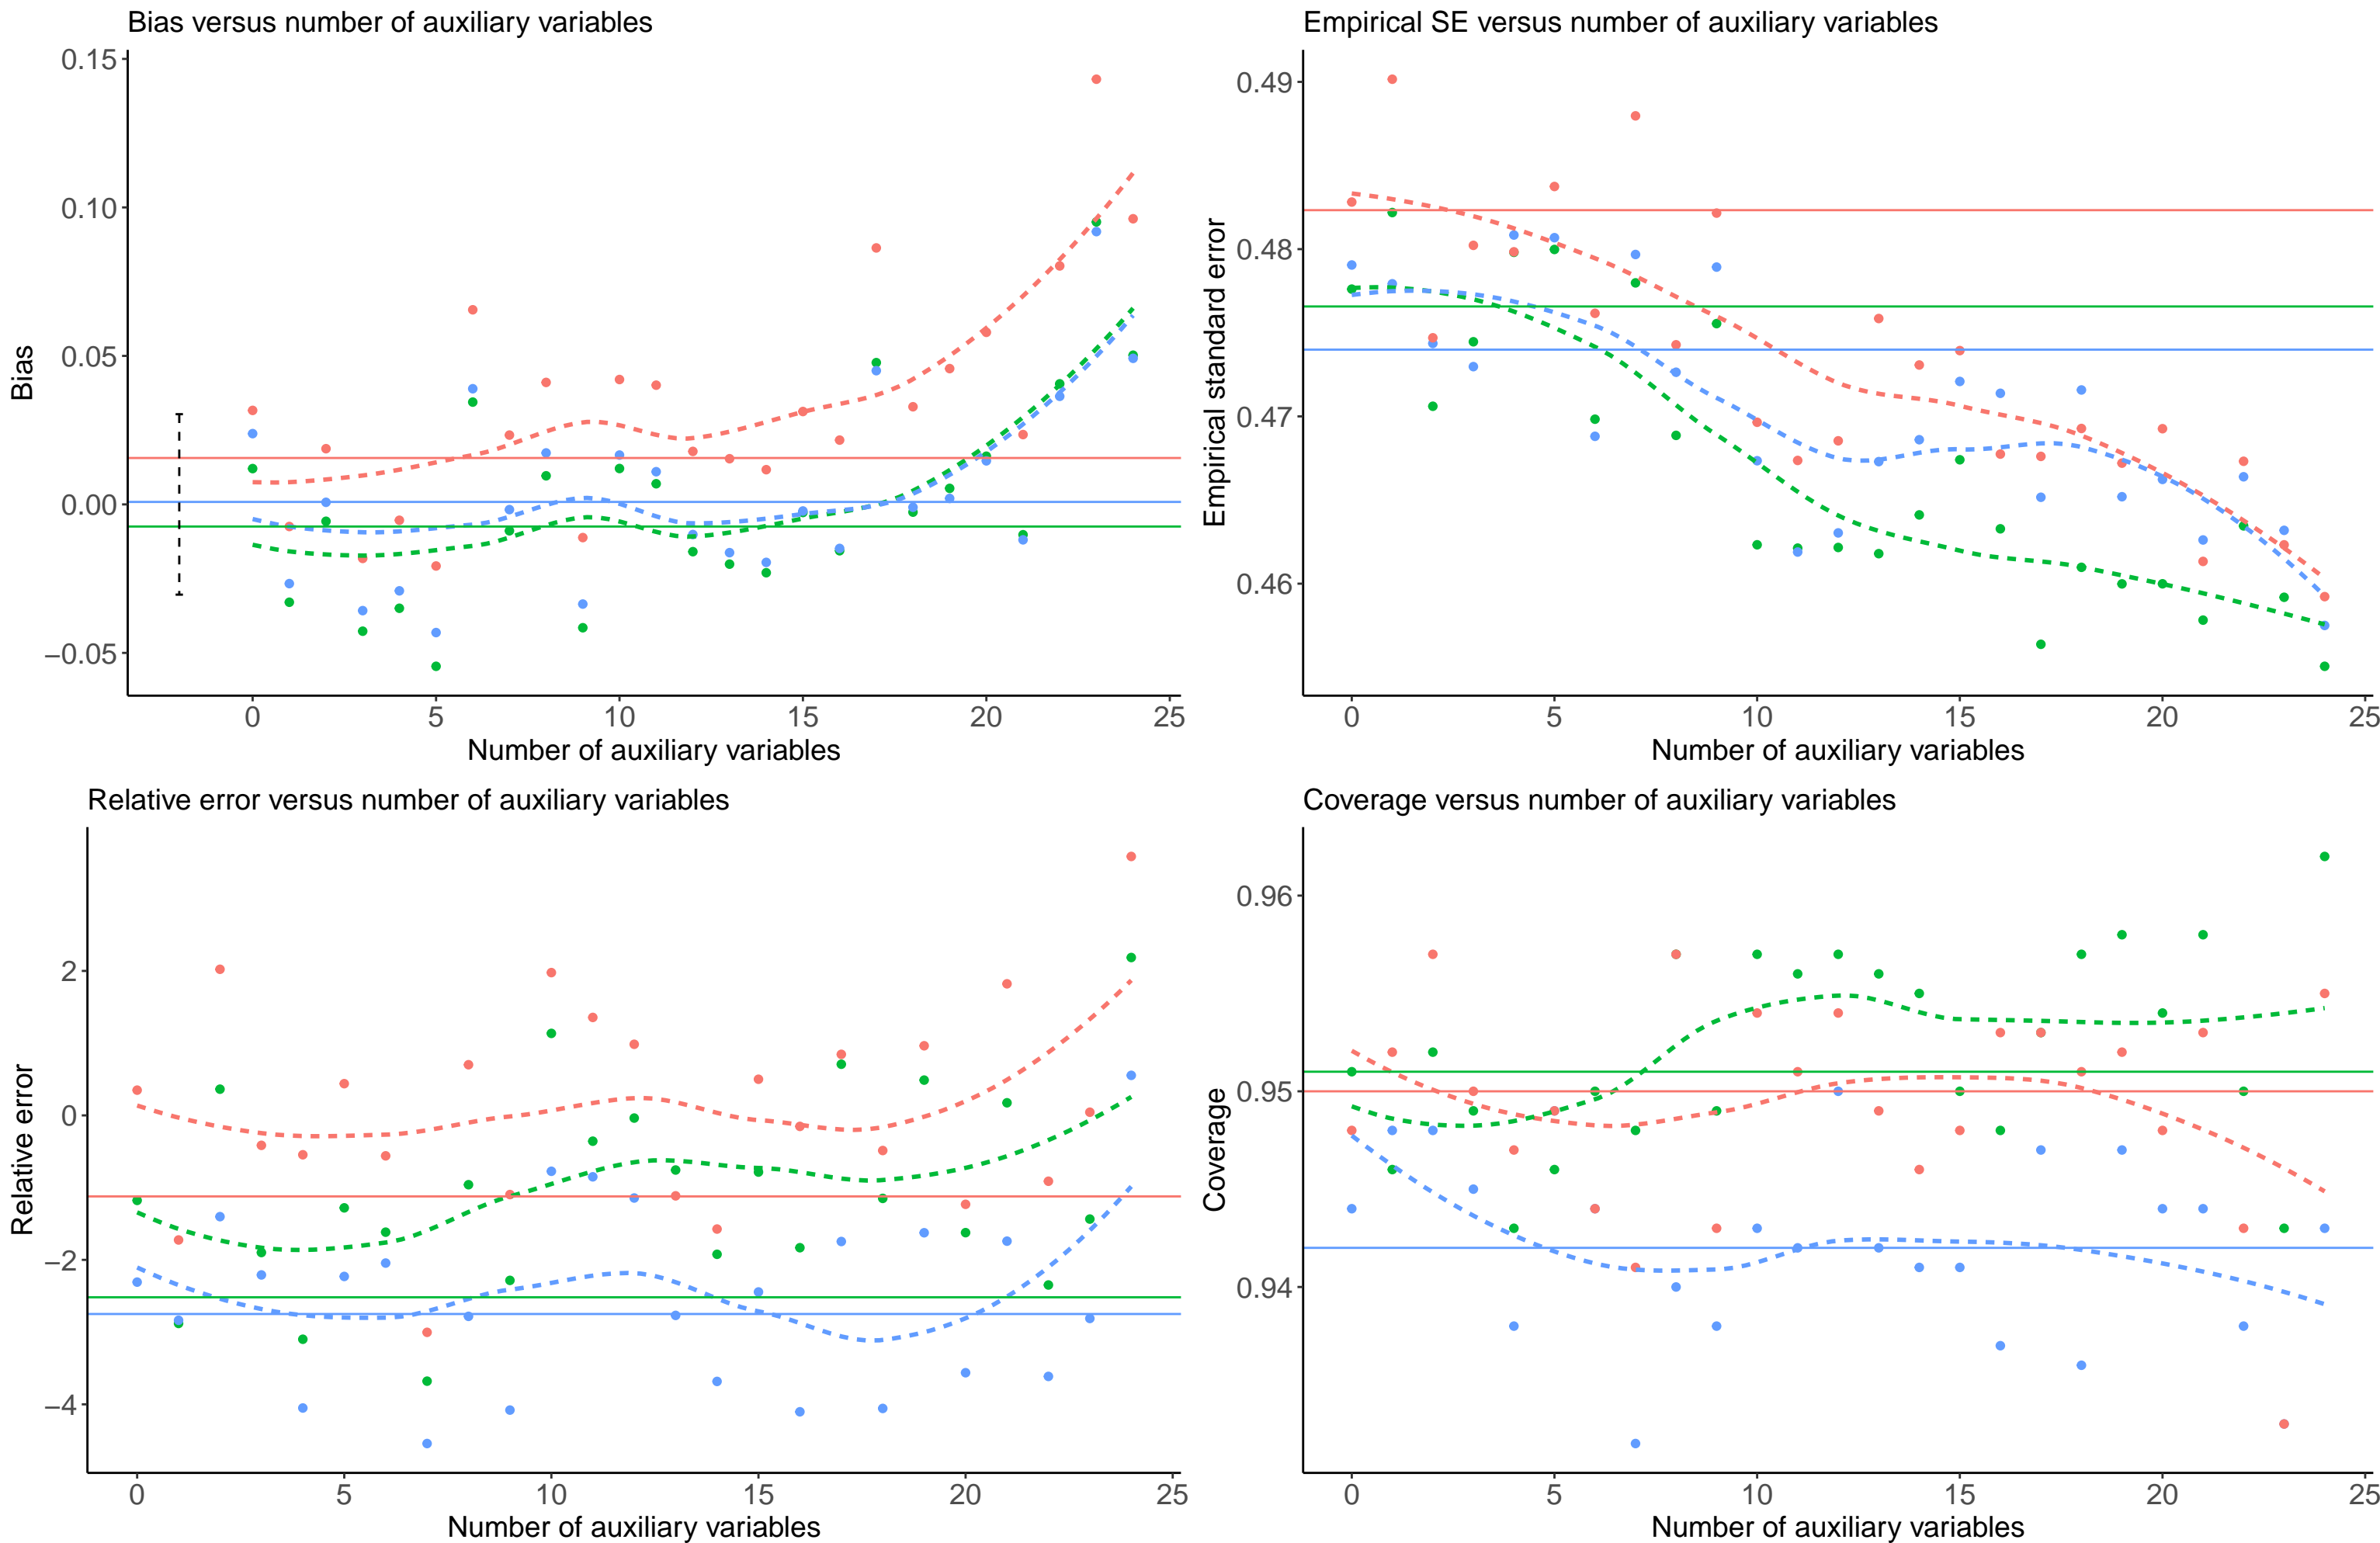 Bias versus number of auxiliary variables
0.15
0.10
0.05
0.00
−0.05
Bias
0 5 10 15 20 25
Number of auxiliary variables
Empirical SE versus number of auxiliary variables
0.49
0.48
0.47
0.46
Empirical standard error
0 5 10 15 20 25
Number of auxiliary variables
Relative error versus number of auxiliary variables
2
0
−2
−4
Relative error
0 5 10 15 20 25
Number of auxiliary variables
Coverage versus number of auxiliary variables
0.96
0.95
0.94
Coverage
0 5 10 15 20 25
Number of auxiliary variables